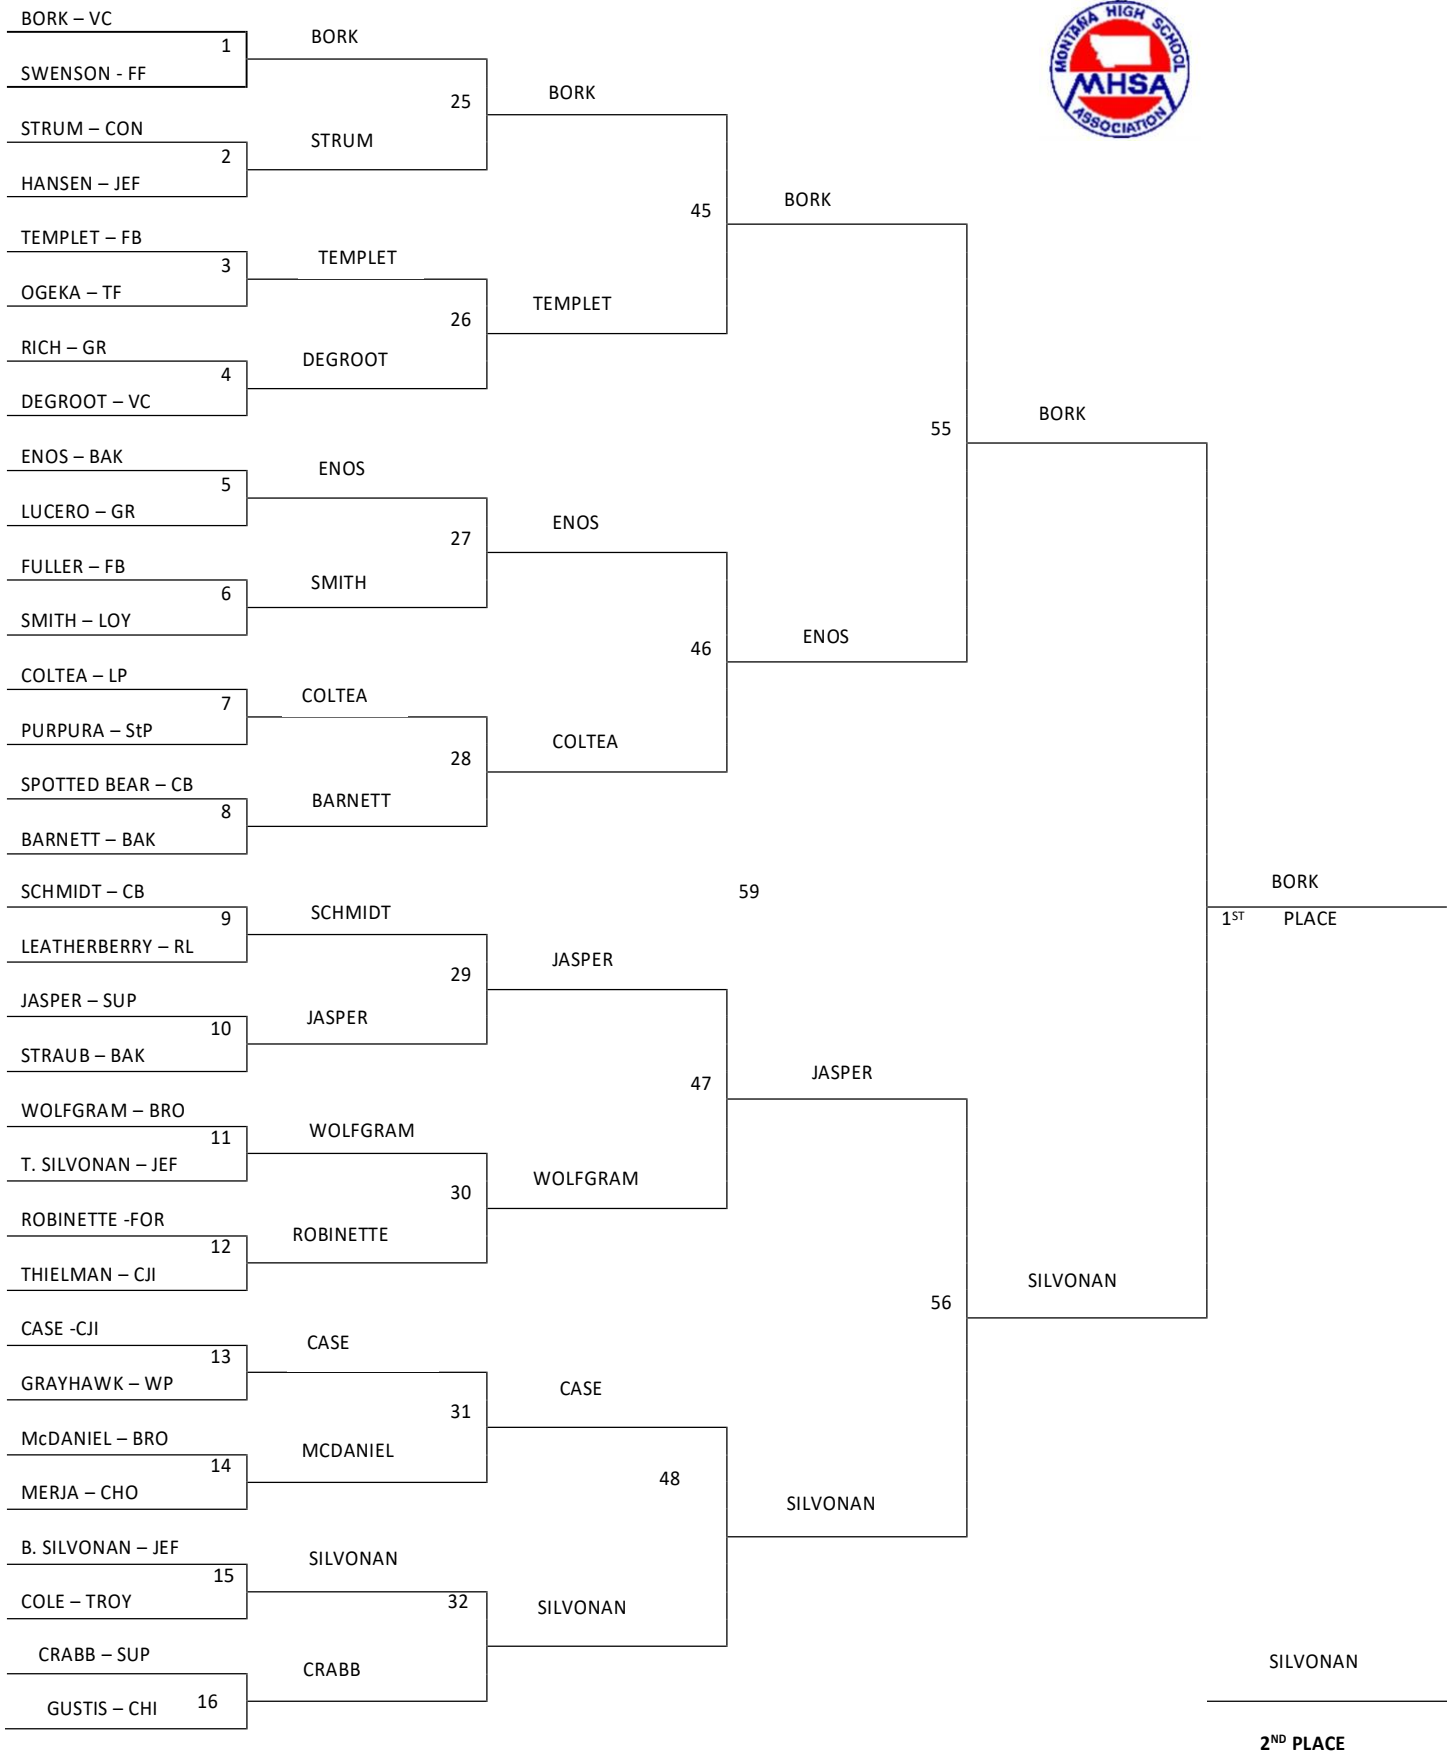 BORK – VC
1
SWENSON - FF
STRUM – CON
2
HANSEN – JEF
TEMPLET – FB
3
OGEKA – TF
RICH – GR
4
DEGROOT – VC
ENOS – BAK
5
LUCERO – GR
FULLER – FB
6
SMITH – LOY
COLTEA – LP
7
PURPURA – StP
SPOTTED BEAR – CB
8
BARNETT – BAK
SCHMIDT – CB
9
LEATHERBERRY – RL
JASPER – SUP
10
STRAUB – BAK
WOLFGRAM – BRO
11
T. SILVONAN – JEF
ROBINETTE -FOR
12
THIELMAN – CJI
CASE -CJI
13
GRAYHAWK – WP
McDANIEL – BRO
14
MERJA – CHO
B. SILVONAN – JEF
15
COLE – TROY
CRABB – SUP
16
GUSTIS – CHI
BORK
25
STRUM
TEMPLET
26
DEGROOT
ENOS
27
SMITH
COLTEA
28
BARNETT
SCHMIDT
29
JASPER
WOLFGRAM
30
ROBINETTE
CASE
31
MCDANIEL
SILVONAN
32
CRABB
BORK
45
TEMPLET
ENOS
46
COLTEA
59
JASPER
47
WOLFGRAM
CASE
48
SILVONAN
BORK
55
ENOS
JASPER
56
SILVONAN
BORK
SILVONAN
MONTANA HIGH SCHOOL
MHSA
ASSOCIATION
BORK
1ST PLACE
SILVONAN
2ND PLACE